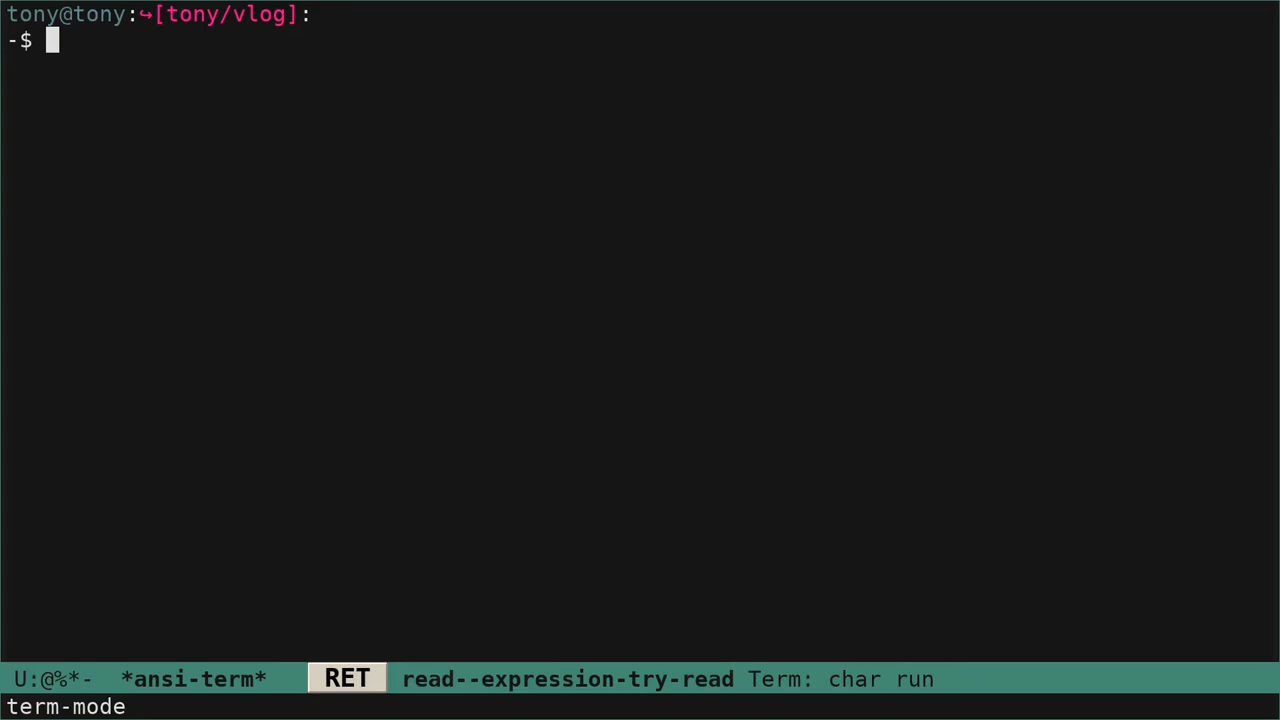 tony@tony:↪[tony/vlog]:
-$
U:@%*-  *ansi-term*   RET  read--expression-try-read Term: char run
term-mode